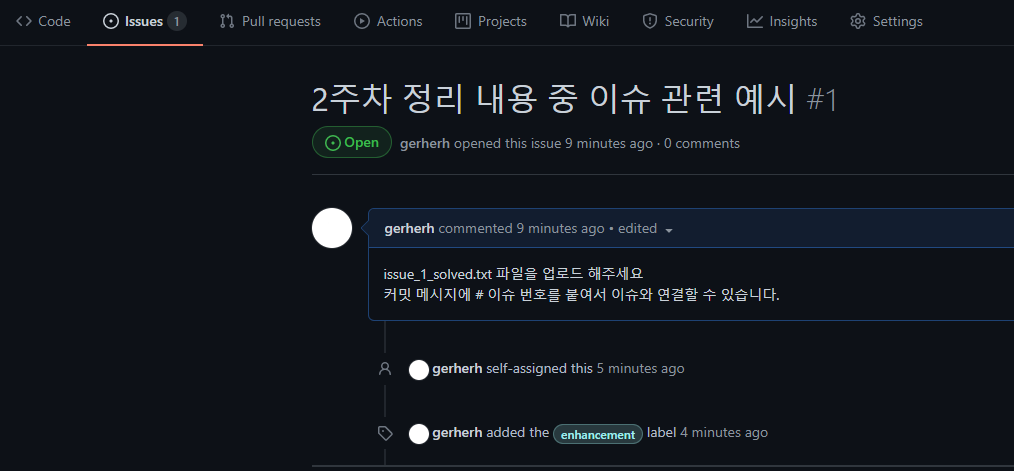 Code Issues 1 Pull requests Actions Projects Wiki Security Insights Settings
2주차 정리 내용 중 이슈 관련 예시 #1
Open gerherh opened this issue 9 minutes ago · 0 comments
gerherh commented 9 minutes ago • edited
issue_1_solved.txt 파일을 업로드 해주세요
커밋 메시지에 # 이슈 번호를 붙여서 이슈와 연결할 수 있습니다.
gerherh self-assigned this 5 minutes ago
gerherh added the enhancement label 4 minutes ago